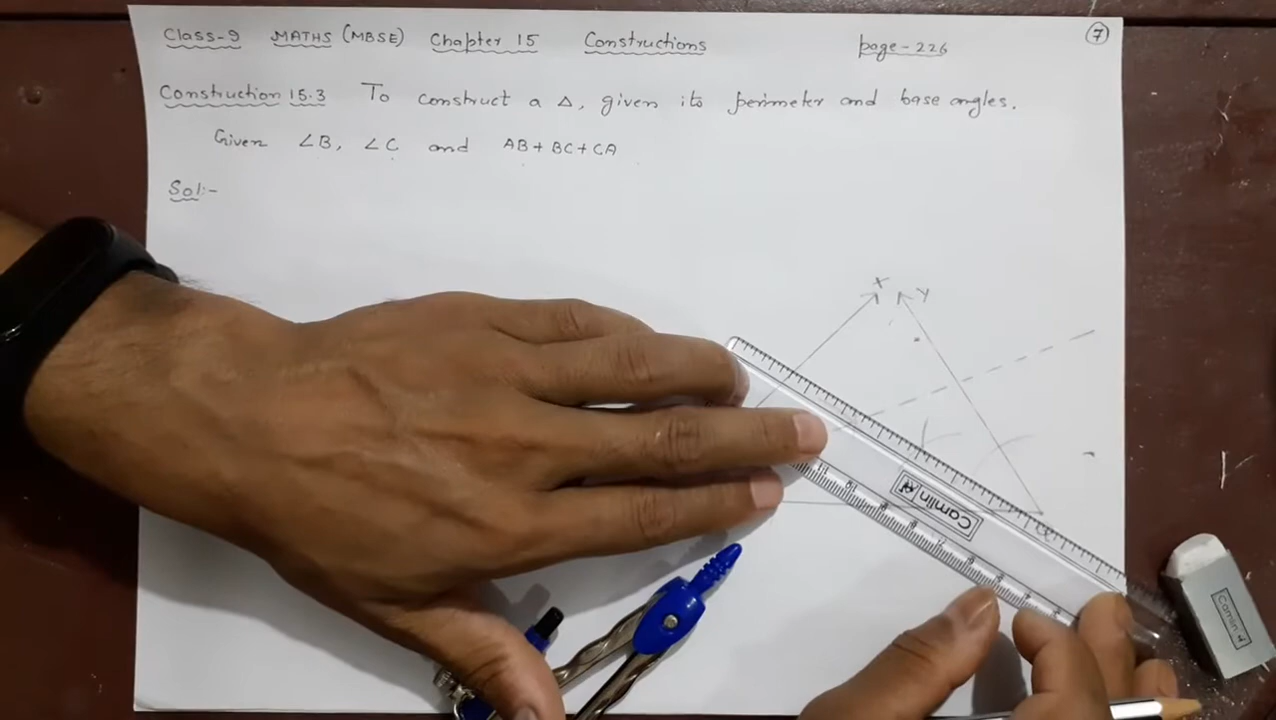 Class-9 MATHS (MBSE) Chapter 15 Constructions page-226 7
Construction 15.3 To construct a Δ, given its perimeter and base angles.
Given ∠B, ∠C and AB+BC+CA
Sol:-
X Y
Camlin
Camlin